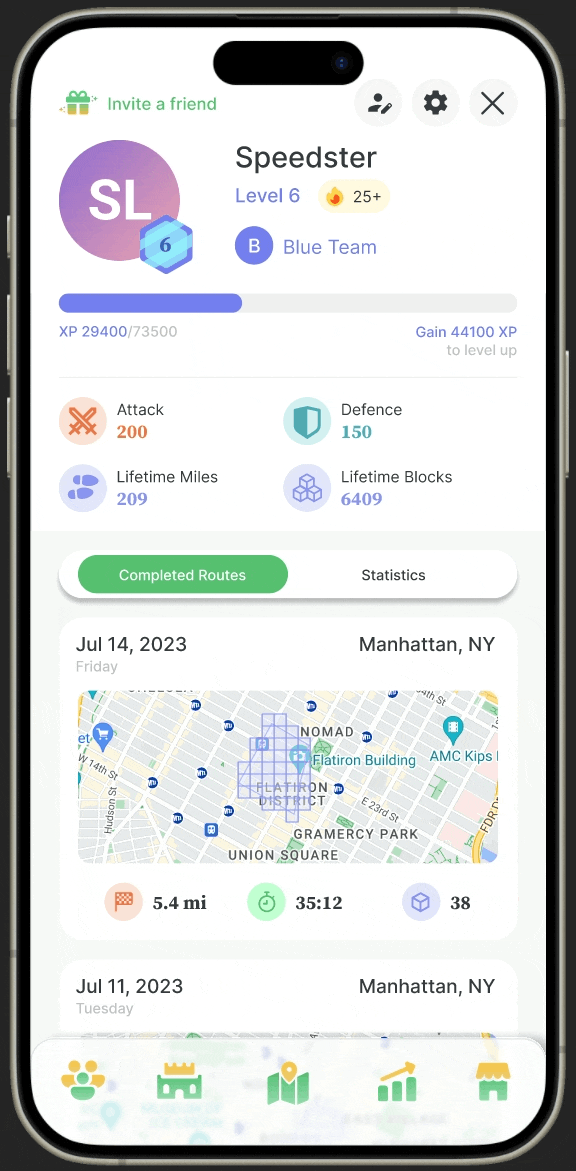 Invite a friend
SL
6
Speedster
Level 6
25+
B
Blue Team
XP 29400/73500
Gain 44100 XP
to level up
Attack
200
Defence
150
Lifetime Miles
209
Lifetime Blocks
6409
Completed Routes
Statistics
Jul 14, 2023
Manhattan, NY
Friday
W 14th St
Hudson St
NOMAD
Flatiron Building
AMC Kips
FLATIRON
DISTRICT
E 23rd St
GRAMERCY PARK
UNION SQUARE
FDR D
5.4 mi
35:12
38
Jul 11, 2023
Manhattan, NY
Tuesday